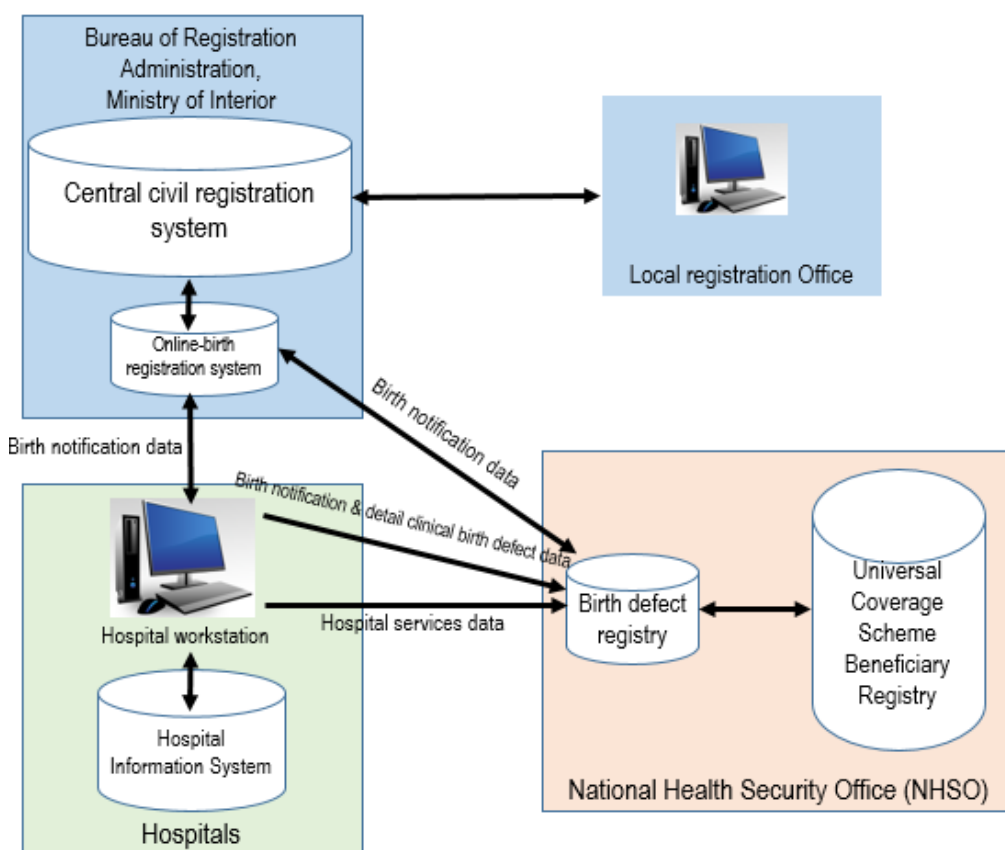 Bureau of Registration
Administration,
Ministry of Interior
Central civil registration
system
Local registration Office
Online-birth
registration system
Birth notification data
Birth notification data
Birth notification & detail clinical birth defect data
Hospital workstation
Hospital services data
Birth defect
registry
Universal
Coverage
Scheme
Beneficiary
Registry
Hospital
Information System
National Health Security Office (NHSO)
Hospitals